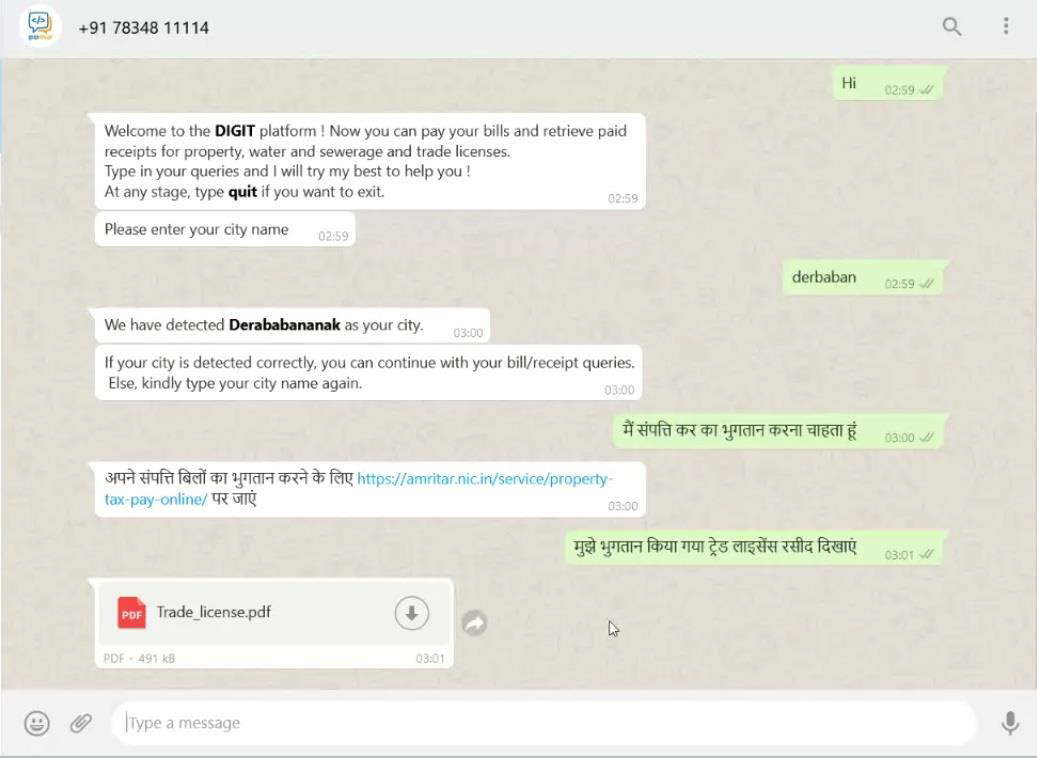 +91 78348 11114
Hi
02:59
Welcome to the DIGIT platform ! Now you can pay your bills and retrieve paid
receipts for property, water and sewerage and trade licenses.
Type in your queries and I will try my best to help you !
At any stage, type quit if you want to exit.
02:59
Please enter your city name
02:59
derbaban
02:59
We have detected Derababananak as your city.
03:00
If your city is detected correctly, you can continue with your bill/receipt queries.
Else, kindly type your city name again.
03:00
मैं संपत्ति कर का भुगतान करना चाहता हूं
03:00
अपने संपत्ति बिलों का भुगतान करने के लिए https://amritar.nic.in/service/property-
tax-pay-online/ पर जाएं
03:00
मुझे भुगतान किया गया ट्रेड लाइसेंस रसीद दिखाएं
03:01
PDF Trade_license.pdf
PDF - 491 kB
03:01
Type a message